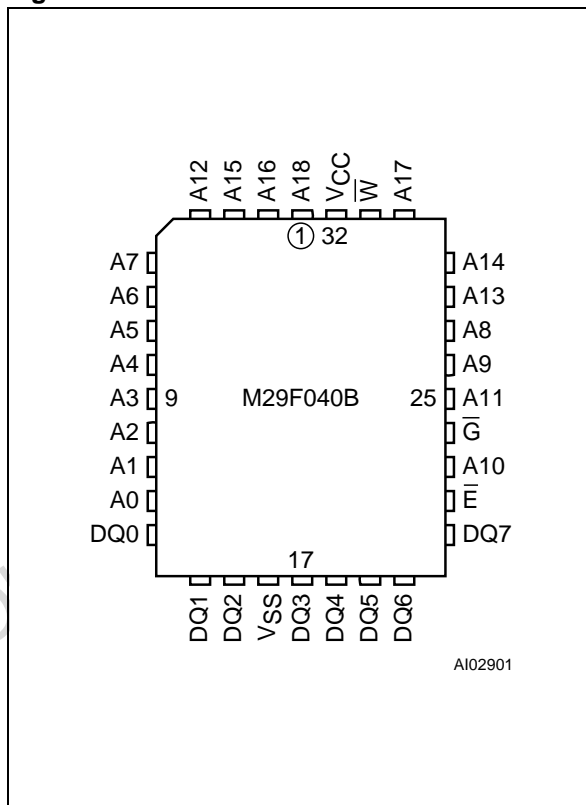 A12 A15 A16 A18 VCC W̅ A17
① 32
A7 A14
A6 A13
A5 A8
A4 A9
A3 9 M29F040B 25 A11
A2 G̅
A1 A10
A0 E̅
DQ0 DQ7
17
DQ1 DQ2 VSS DQ3 DQ4 DQ5 DQ6
AI02901